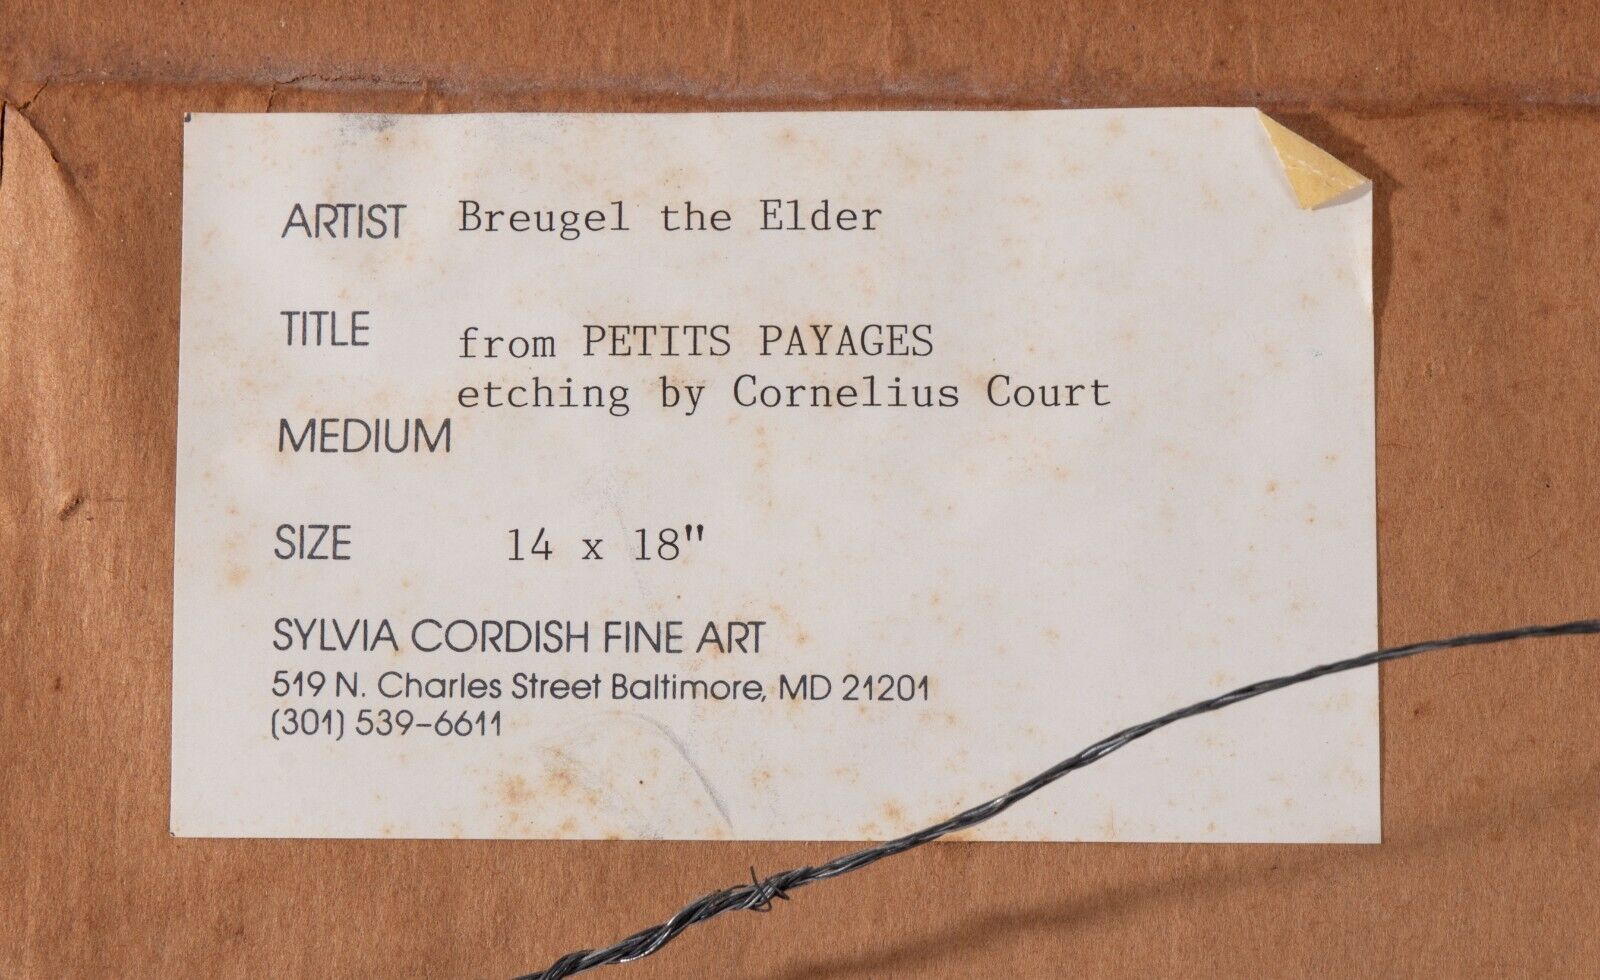 ARTIST Breugel the Elder
TITLE from PETITS PAYAGES
etching by Cornelius Court
MEDIUM
SIZE 14 x 18"
SYLVIA CORDISH FINE ART
519 N. Charles Street Baltimore, MD 21201
(301) 539-6611